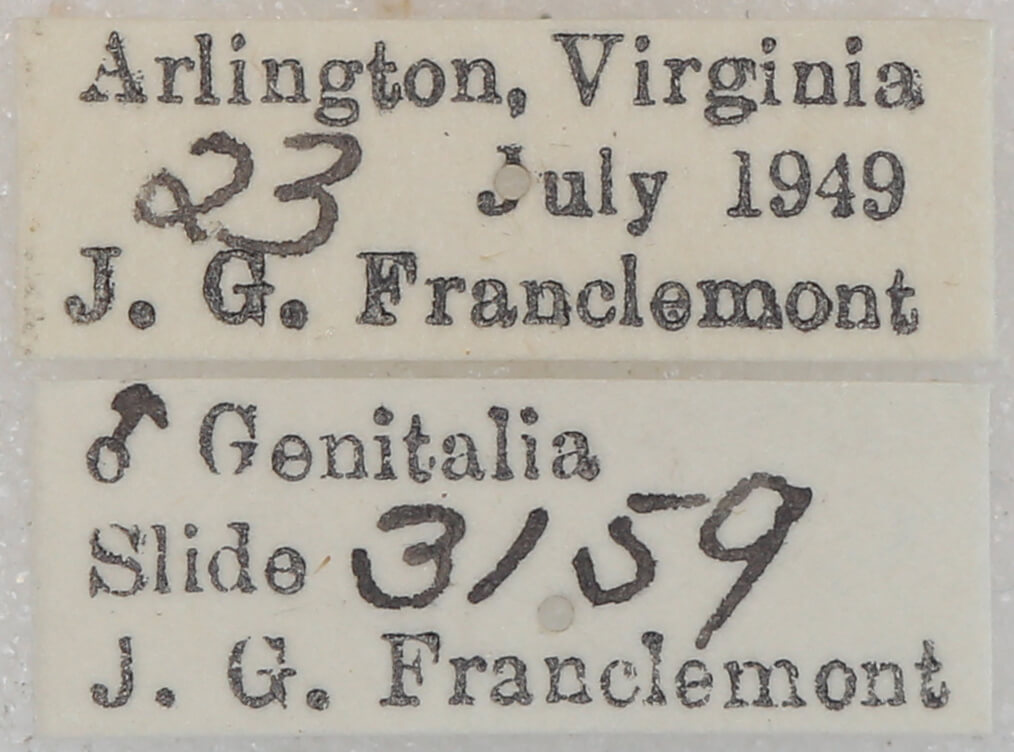 Arlington, Virginia
23 July 1949
J. G. Franclemont
♂ Genitalia
Slide 3159
J. G. Franclemont